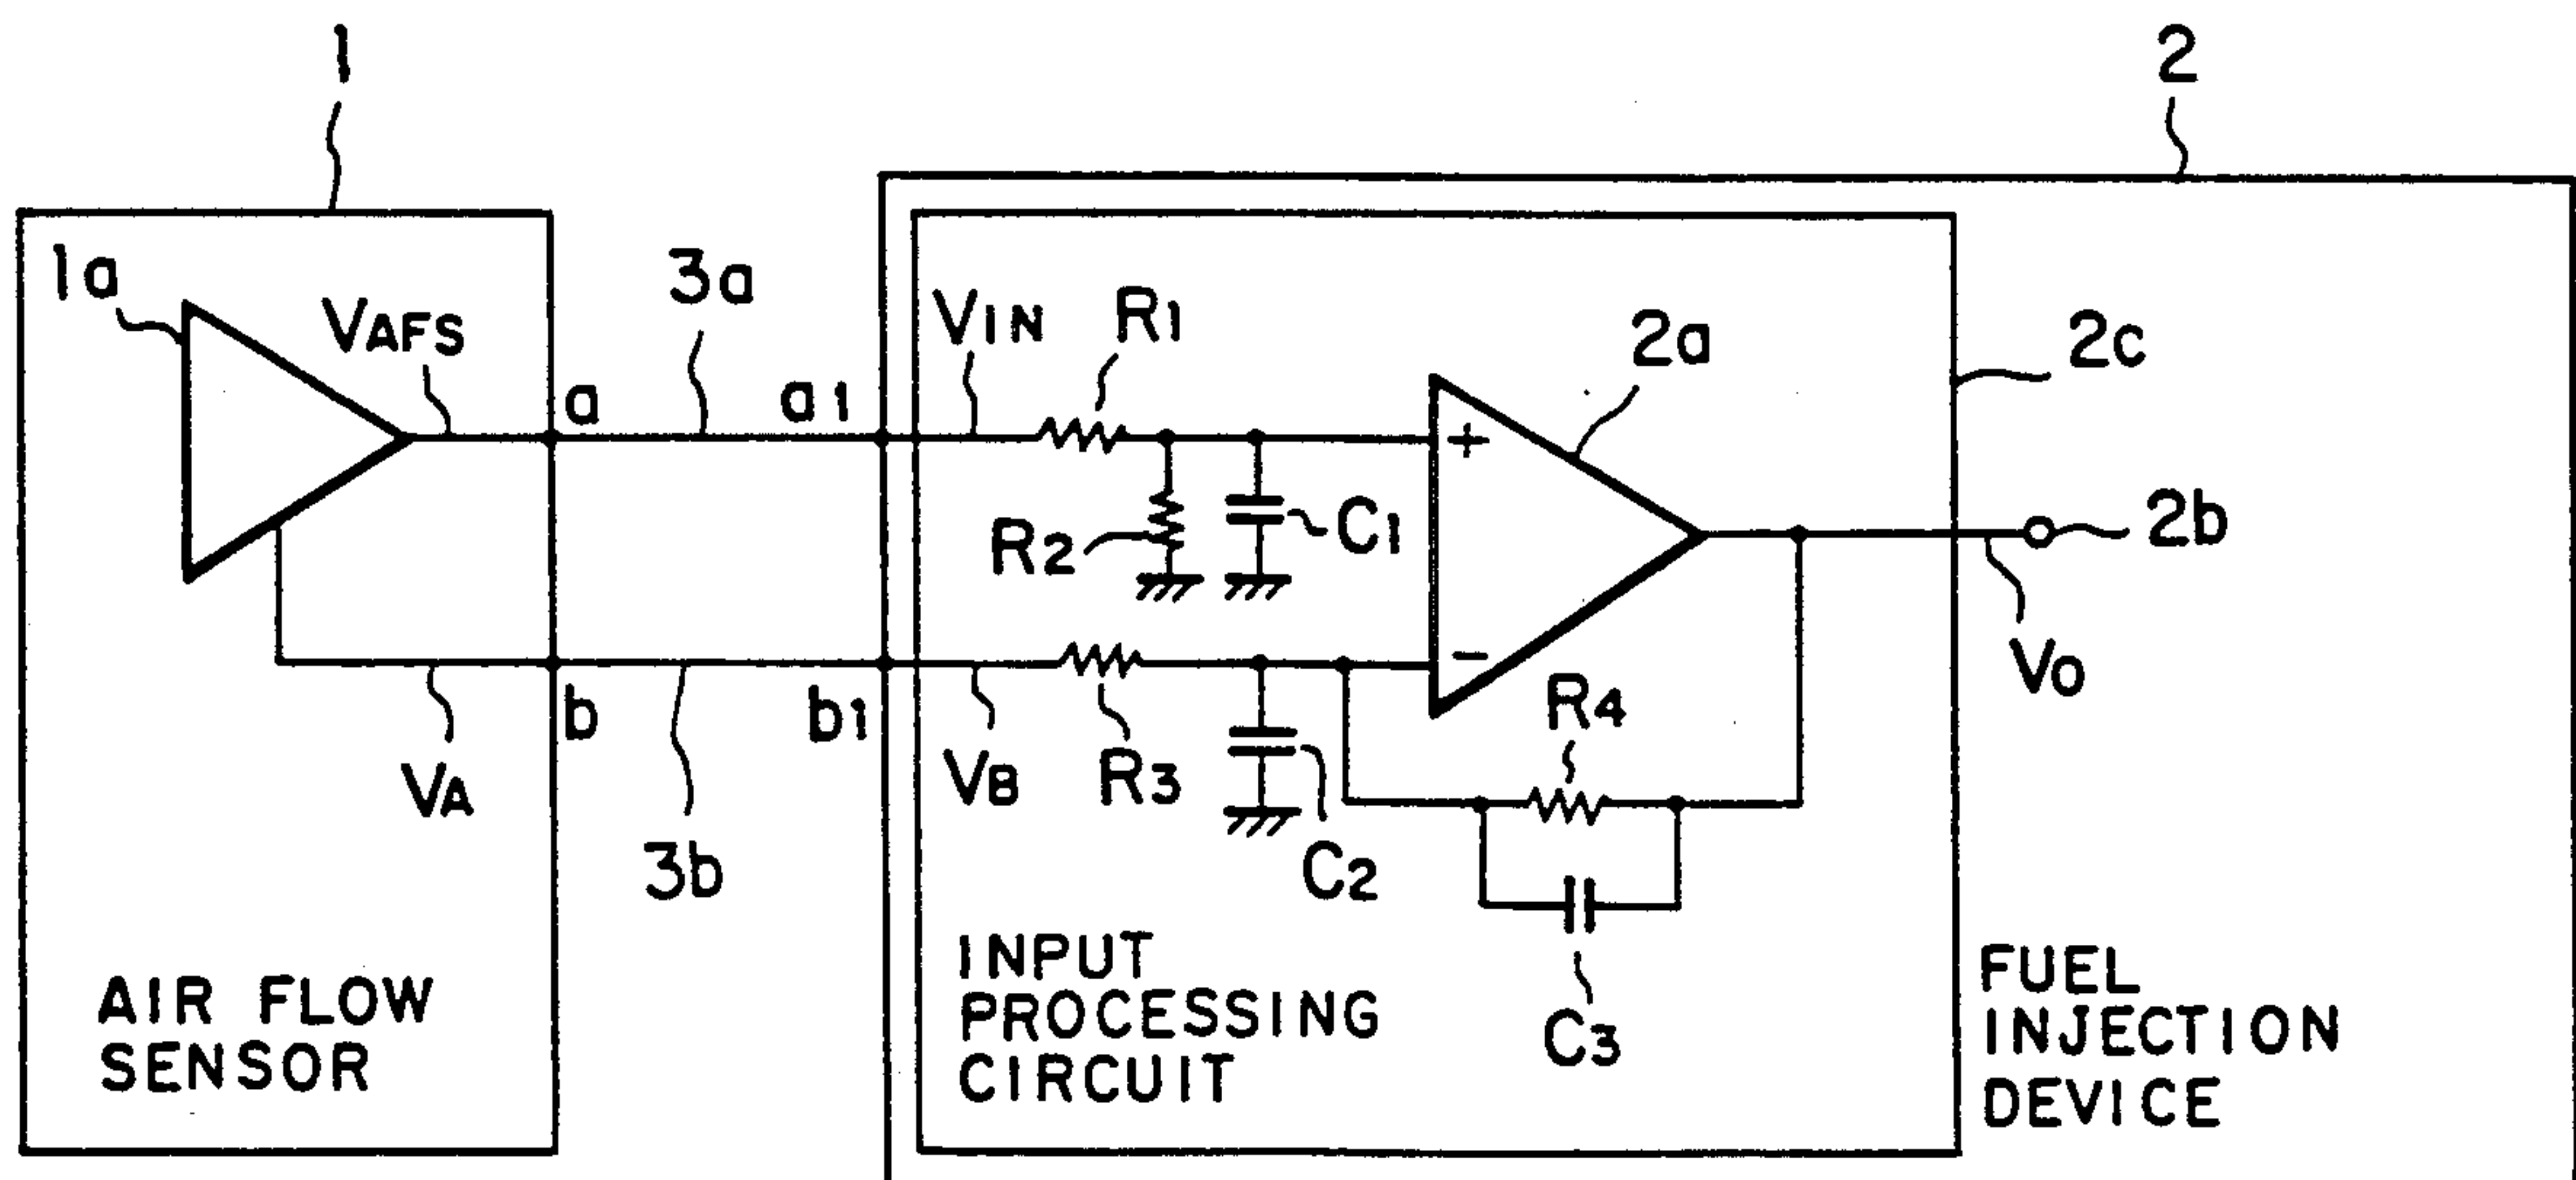 1
2
1a
VAFS
a
3a
a1
VIN
R1
2a
2c
+
R2
C1
2b
VA
b
3b
b1
VB
R3
C2
−
R4
C3
VO
AIR FLOW
SENSOR
INPUT
PROCESSING
CIRCUIT
FUEL
INJECTION
DEVICE